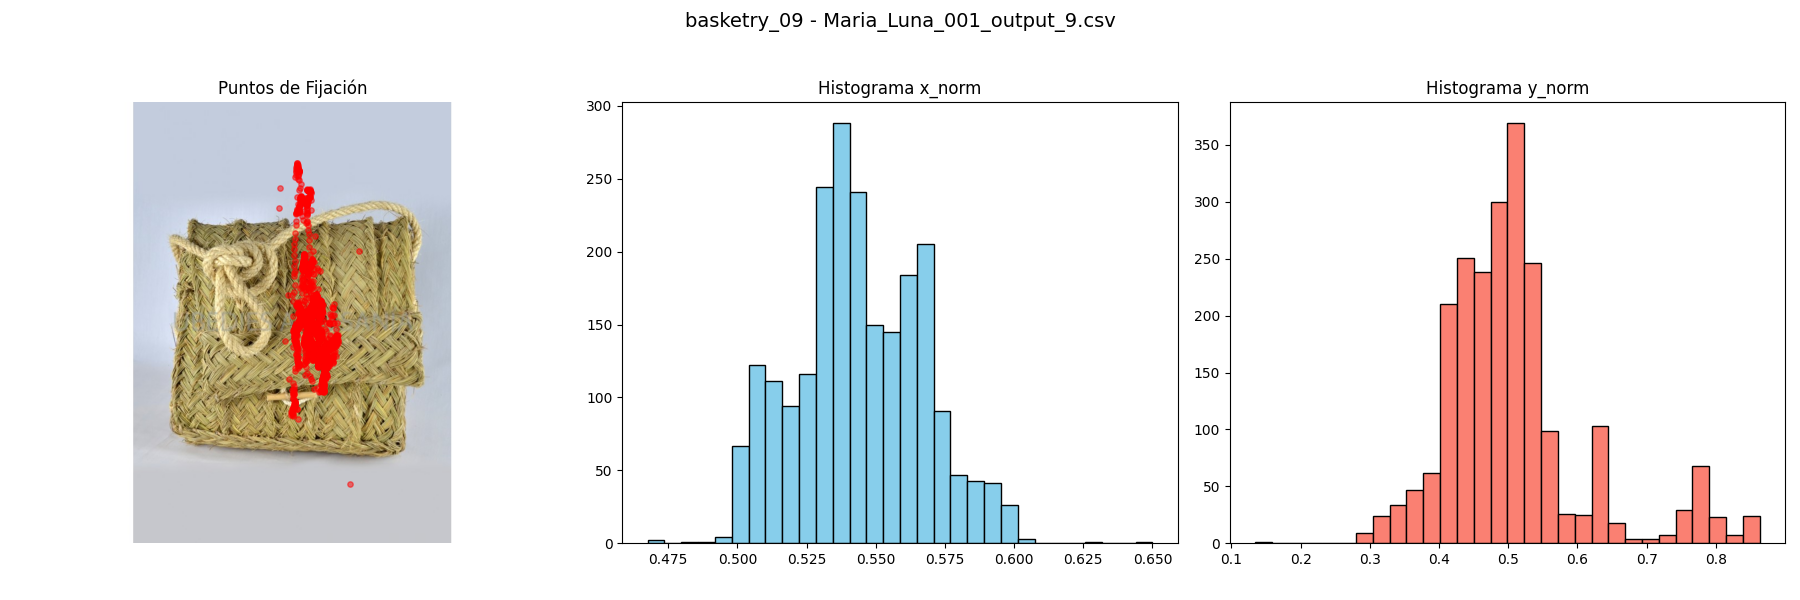 basketry_09 - Maria_Luna_001_output_9.csv
Puntos de Fijación
Histograma x_norm
300
250
200
150
100
50
0
0.475 0.500 0.525 0.550 0.575 0.600 0.625 0.650
Histograma y_norm
350
300
250
200
150
100
50
0
0.1 0.2 0.3 0.4 0.5 0.6 0.7 0.8